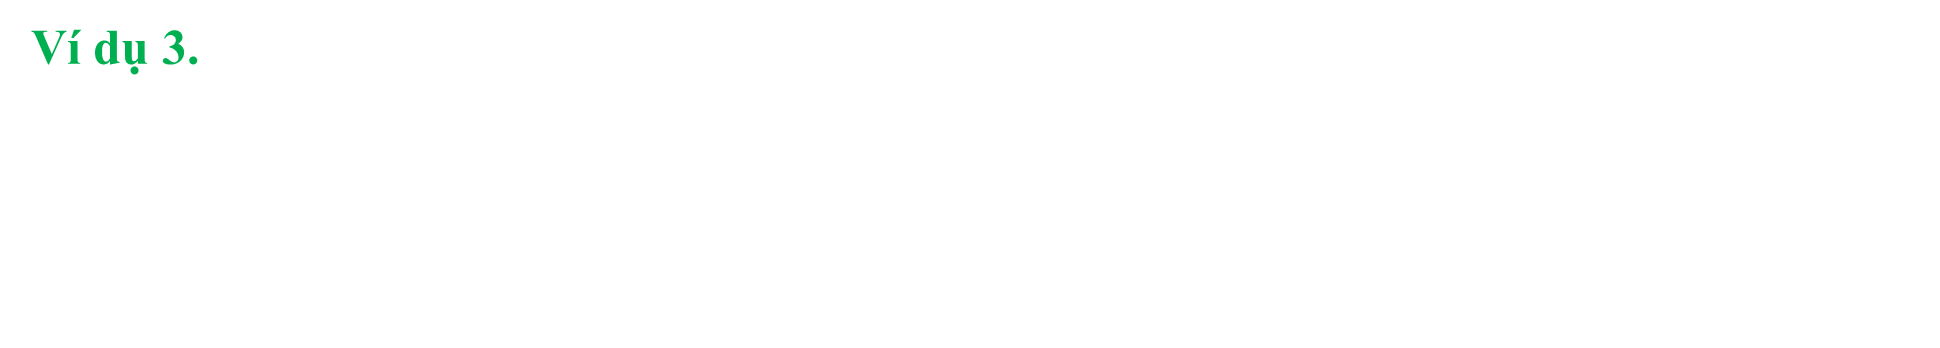 Ví dụ 3.